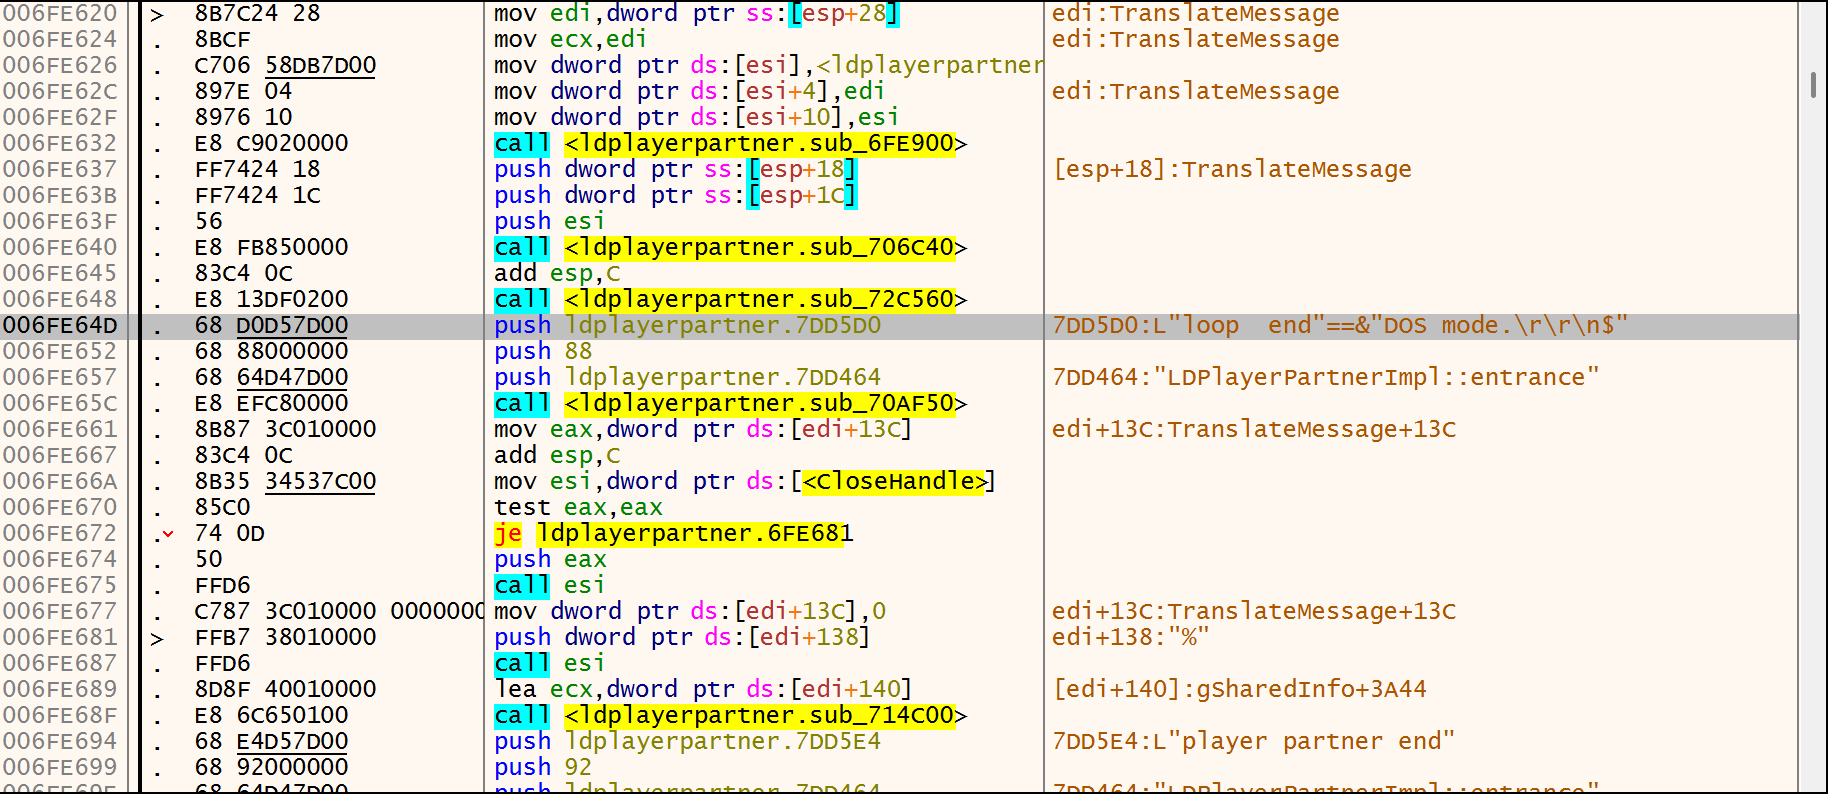 006FE620 > 8B7C24 28 mov edi,dword ptr ss:[esp+28] edi:TranslateMessage
006FE624 . 8BCF mov ecx,edi edi:TranslateMessage
006FE626 . C706 58DB7D00 mov dword ptr ds:[esi],<ldplayerpartner
006FE62C . 897E 04 mov dword ptr ds:[esi+4],edi edi:TranslateMessage
006FE62F . 8976 10 mov dword ptr ds:[esi+10],esi
006FE632 . E8 C9020000 call <ldplayerpartner.sub_6FE900>
006FE637 . FF7424 18 push dword ptr ss:[esp+18] [esp+18]:TranslateMessage
006FE63B . FF7424 1C push dword ptr ss:[esp+1C]
006FE63F . 56 push esi
006FE640 . E8 FB850000 call <ldplayerpartner.sub_706C40>
006FE645 . 83C4 0C add esp,C
006FE648 . E8 13DF0200 call <ldplayerpartner.sub_72C560>
006FE64D . 68 D0D57D00 push ldplayerpartner.7DD5D0 7DD5D0:L"loop  end"==&"DOS mode.\r\r\n$"
006FE652 . 68 88000000 push 88
006FE657 . 68 64D47D00 push ldplayerpartner.7DD464 7DD464:"LDPlayerPartnerImpl::entrance"
006FE65C . E8 EFC80000 call <ldplayerpartner.sub_70AF50>
006FE661 . 8B87 3C010000 mov eax,dword ptr ds:[edi+13C] edi+13C:TranslateMessage+13C
006FE667 . 83C4 0C add esp,C
006FE66A . 8B35 34537C00 mov esi,dword ptr ds:[<CloseHandle>]
006FE670 . 85C0 test eax,eax
006FE672 . 74 0D je ldplayerpartner.6FE681
006FE674 . 50 push eax
006FE675 . FFD6 call esi
006FE677 . C787 3C010000 0000000 mov dword ptr ds:[edi+13C],0 edi+13C:TranslateMessage+13C
006FE681 > FFB7 38010000 push dword ptr ds:[edi+138] edi+138:"%"
006FE687 . FFD6 call esi
006FE689 . 8D8F 40010000 lea ecx,dword ptr ds:[edi+140] [edi+140]:gSharedInfo+3A44
006FE68F . E8 6C650100 call <ldplayerpartner.sub_714C00>
006FE694 . 68 E4D57D00 push ldplayerpartner.7DD5E4 7DD5E4:L"player partner end"
006FE699 . 68 92000000 push 92
006FE69E . 68 64D47D00 push ldplayerpartner.7DD464 7DD464:"LDPlayerPartnerImpl::entrance"